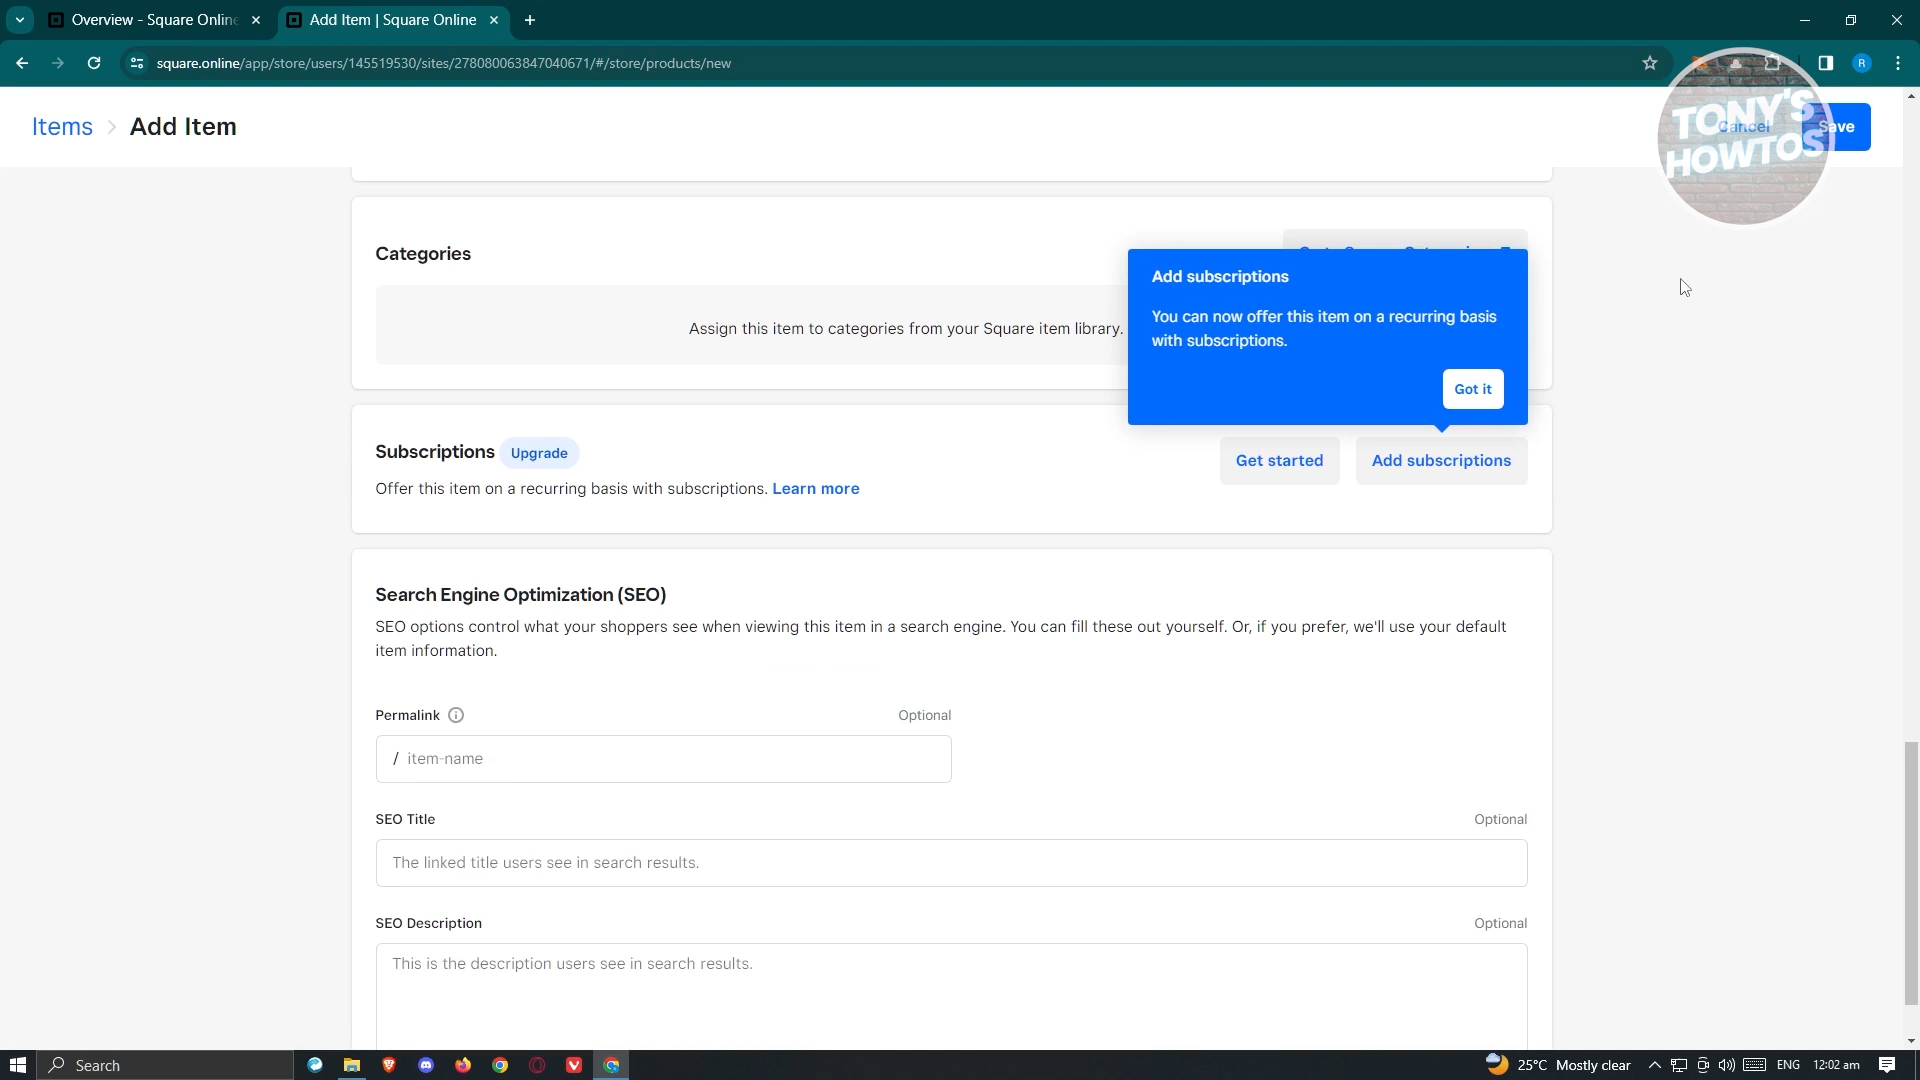 Overview - Square Online
Add Item | Square Online
square.online/app/store/users/145519530/sites/278080063847040671/#/store/products/new
R
Items > Add Item
Cancel
Save
TONY'S
HOWTOS
Categories
Assign this item to categories from your Square item library.
Add subscriptions
You can now offer this item on a recurring basis
with subscriptions.
Got it
Subscriptions
Upgrade
Get started
Add subscriptions
Offer this item on a recurring basis with subscriptions. Learn more
Search Engine Optimization (SEO)
SEO options control what your shoppers see when viewing this item in a search engine. You can fill these out yourself. Or, if you prefer, we'll use your default
item information.
Permalink
Optional
/ item-name
SEO Title
Optional
The linked title users see in search results.
SEO Description
Optional
This is the description users see in search results.
Search
25°C Mostly clear
ENG
12:02 am